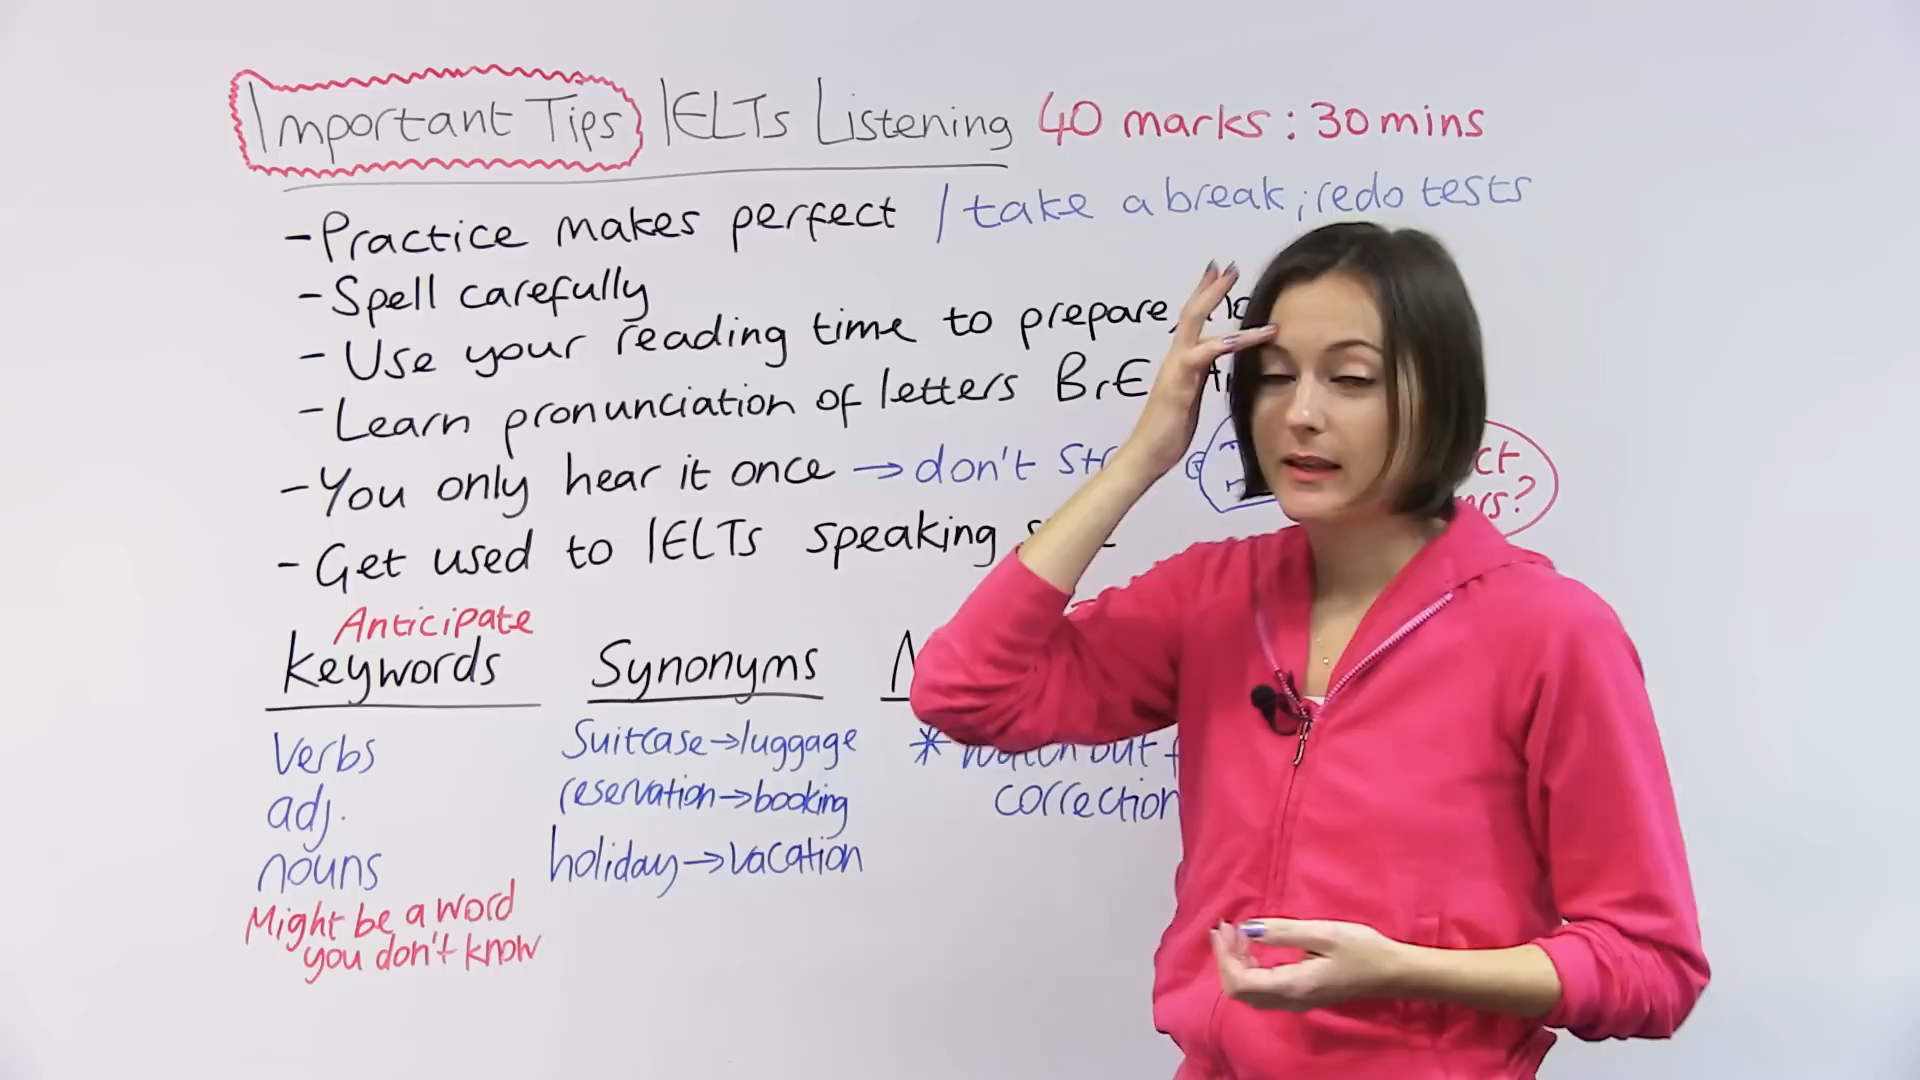 Important Tips IELTs Listening 40 marks : 30 mins
- Practice makes perfect / take a break ; redo tests
- Spell carefully
- Use your reading time to prepare,
- Learn pronunciation of letters BrE
- You only hear it once → don't
- Get used to IELTs speaking
Anticipate
Keywords
verbs
adj.
nouns
Might be a word
you don't know
Synonyms
Suitcase → luggage
reservation → booking
holiday → vacation
* watch out
correction